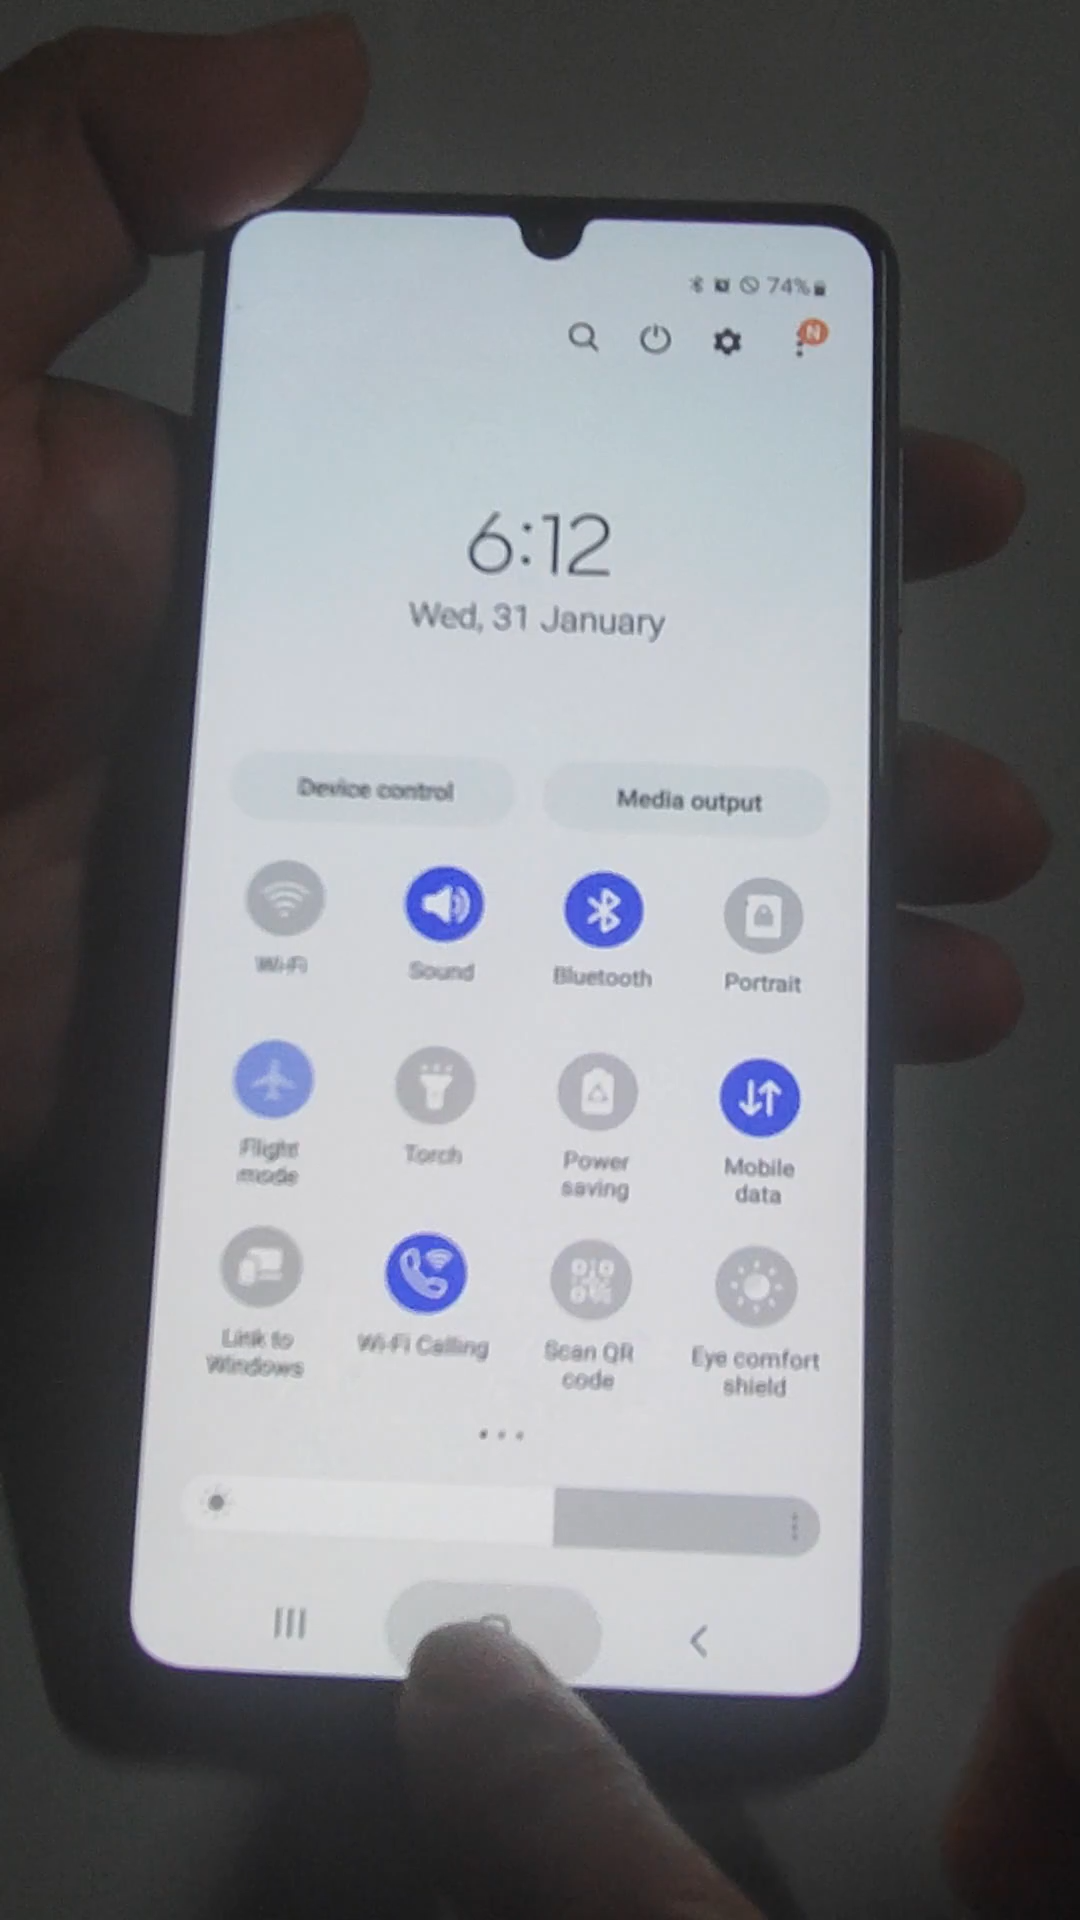 74%
N
6:12
Wed, 31 January
Device control
Media output
Wi-Fi
Sound
Bluetooth
Portrait
Flight
mode
Torch
Power
saving
Mobile
data
Link to
Windows
Wi-Fi Calling
Scan QR
code
Eye comfort
shield